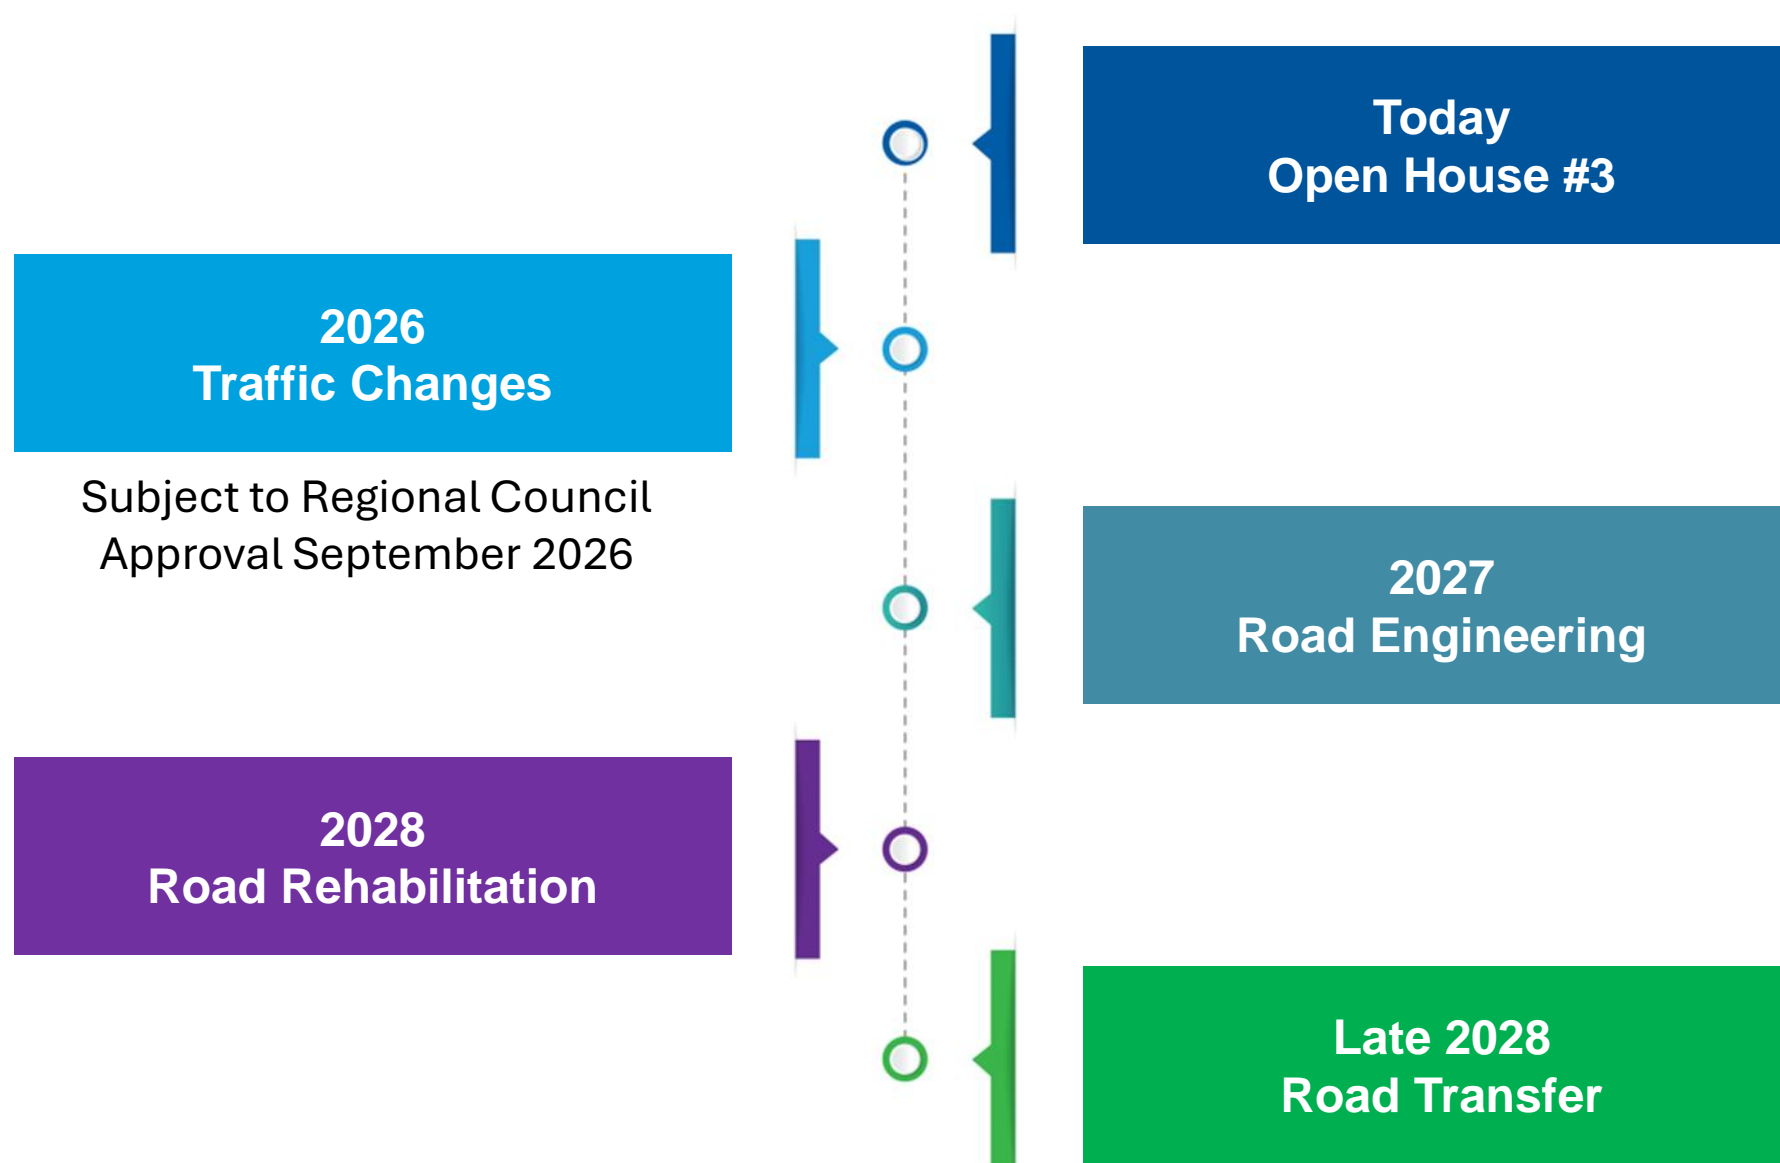 Today
Open House #3
2026
Traffic Changes
Subject to Regional Council
Approval September 2026
2027
Road Engineering
2028
Road Rehabilitation
Late 2028
Road Transfer